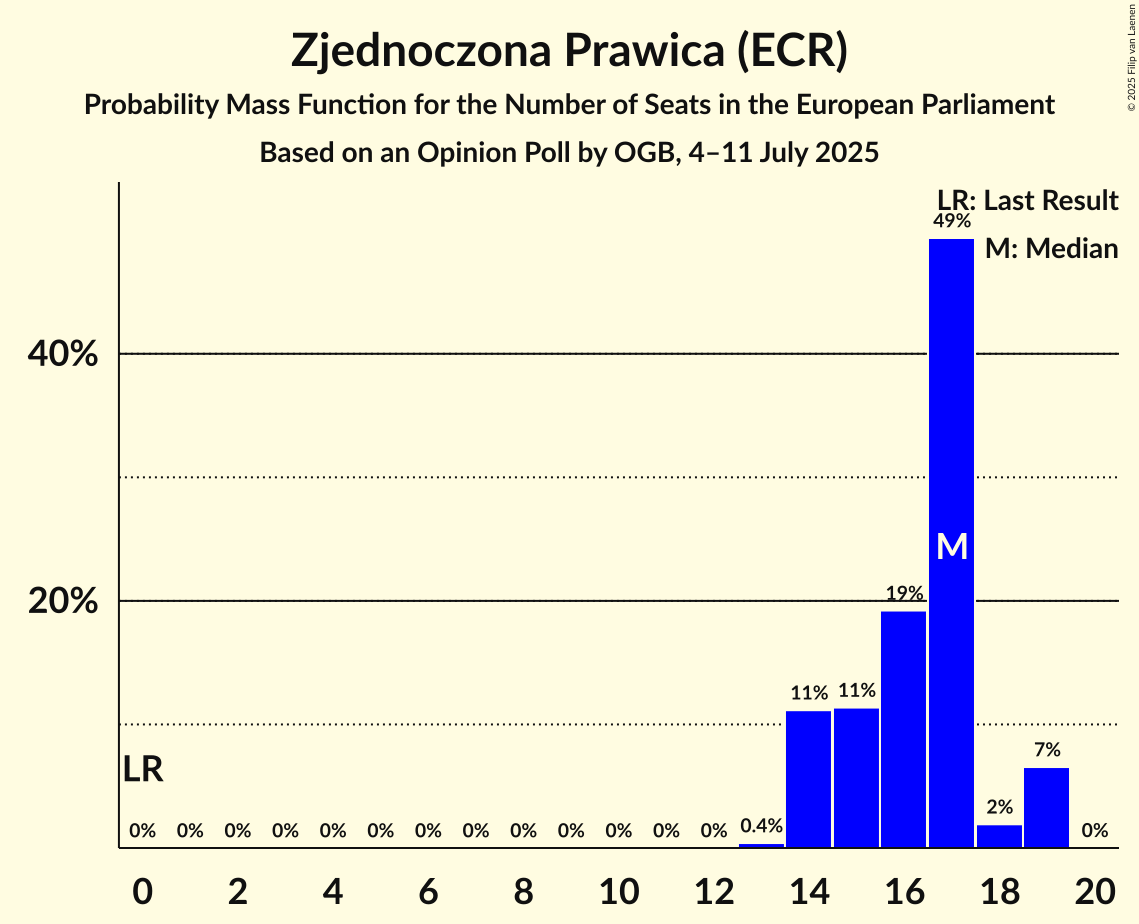 Zjednoczona Prawica (ECR)
Probability Mass Function for the Number of Seats in the European Parliament
Based on an Opinion Poll by OGB, 4–11 July 2025
© 2025 Filip van Laenen
LR: Last Result
M: Median
49%
40%
M
20%
19%
11%
11%
LR
7%
2%
0% 0% 0% 0% 0% 0% 0% 0% 0% 0% 0% 0% 0% 0.4% 0%
0 2 4 6 8 10 12 14 16 18 20